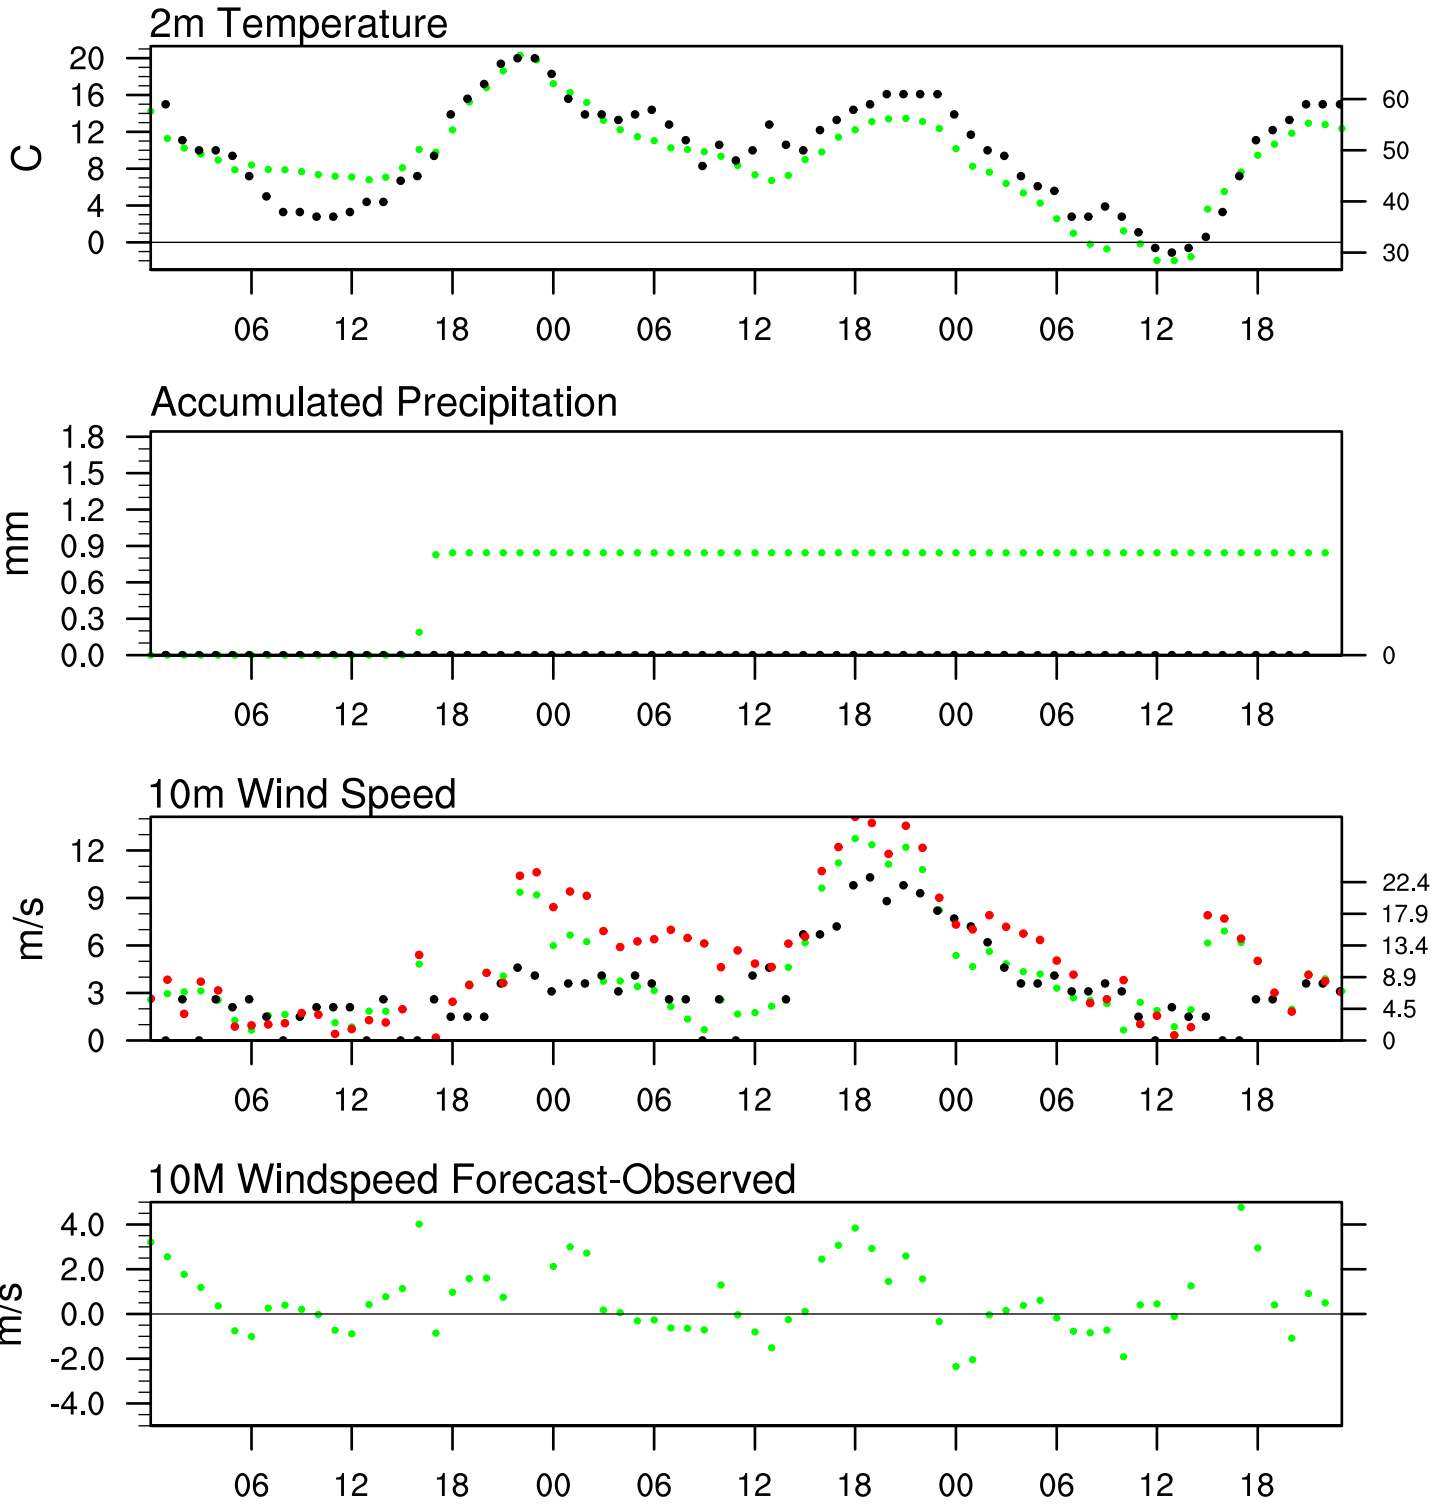 2m Temperature
20
16
12
8
4
0
C
60
50
40
30
06 12 18 00 06 12 18 00 06 12 18
Accumulated Precipitation
1.8
1.5
1.2
0.9
0.6
0.3
0.0
mm
0
06 12 18 00 06 12 18 00 06 12 18
10m Wind Speed
12
9
6
3
0
m/s
22.4
17.9
13.4
8.9
4.5
0
06 12 18 00 06 12 18 00 06 12 18
10M Windspeed Forecast-Observed
4.0
2.0
0.0
-2.0
-4.0
m/s
06 12 18 00 06 12 18 00 06 12 18